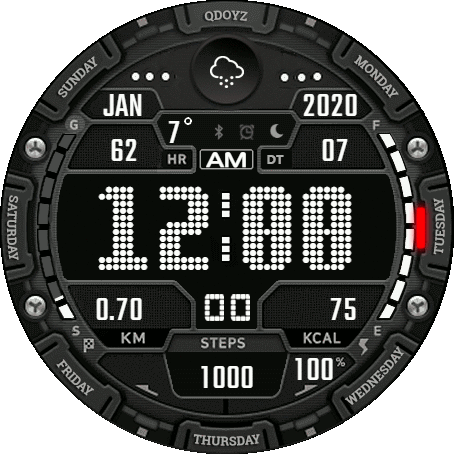 QDOYZ
SUNDAY
MONDAY
JAN
2020
G
7°
F
62
HR
AM
DT
07
SATURDAY
12:00
TUESDAY
0.70
00
75
S
KM
STEPS
KCAL
E
1000
100%
FRIDAY
WEDNESDAY
THURSDAY